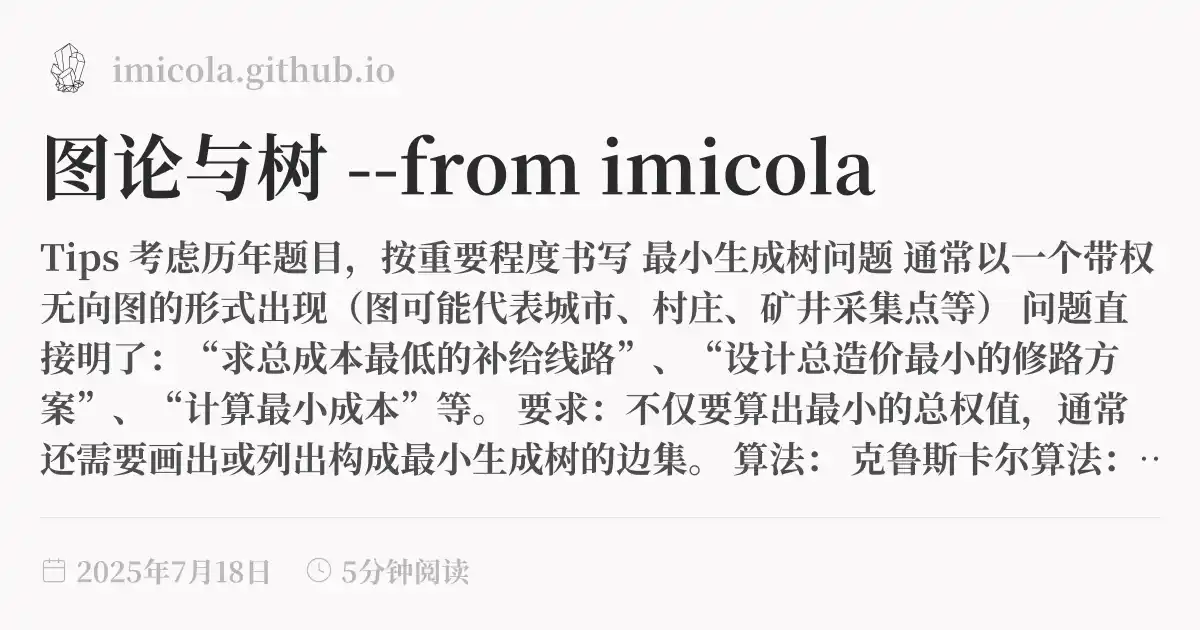 imicola.github.io
图论与树 --from imicola
Tips 考虑历年题目，按重要程度书写 最小生成树问题 通常以一个带权
无向图的形式出现（图可能代表城市、村庄、矿井采集点等） 问题直
接明了：“求总成本最低的补给线路”、“设计总造价最小的修路方
案”、“计算最小成本”等。 要求：不仅要算出最小的总权值，通常
还需要画出或列出构成最小生成树的边集。 算法： 克鲁斯卡尔算法：…
2025年7月18日
5分钟阅读